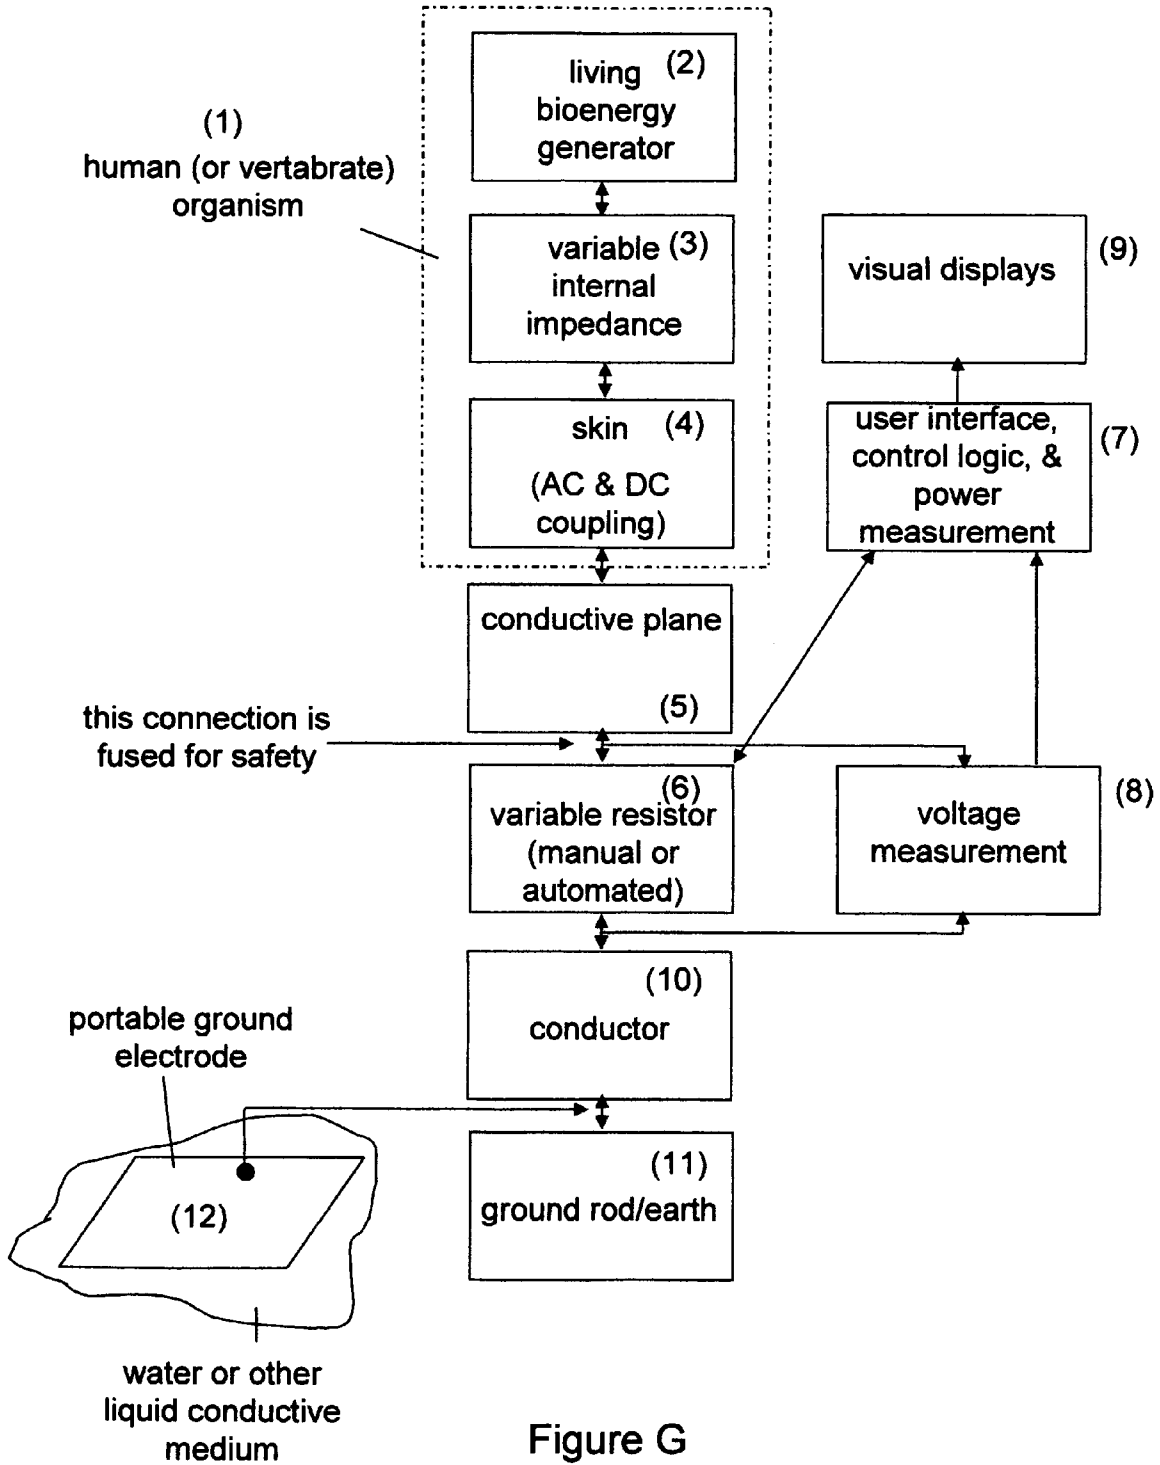 (2)
living
bioenergy
generator
(1)
human (or vertabrate)
organism
variable (3)
internal
impedance
skin (4)
(AC & DC
coupling)
visual displays
(9)
user interface,
control logic, &
power
measurement
(7)
conductive plane
(5)
this connection is
fused for safety
(6)
variable resistor
(manual or
automated)
voltage
measurement
(8)
(10)
conductor
portable ground
electrode
(11)
ground rod/earth
(12)
water or other
liquid conductive
medium
Figure G